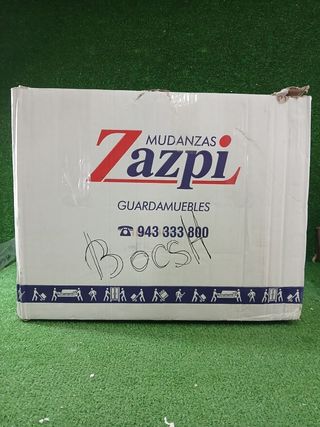 MUDANZAS
Zazpi
GUARDAMUEBLES
☎ 943 333 800
BOCSH